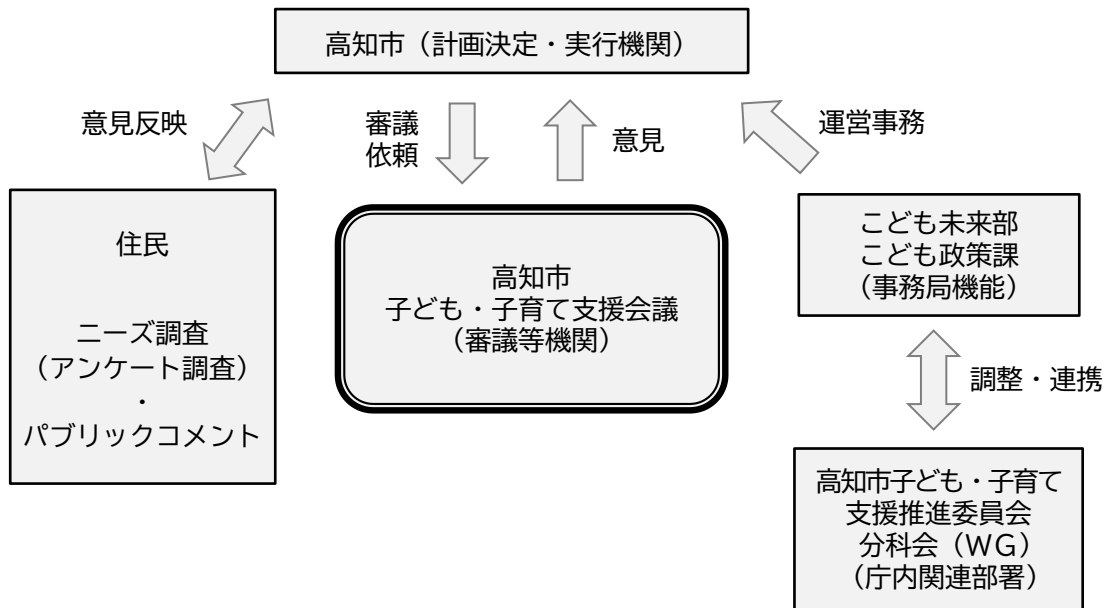 高知市（計画決定・実行機関）
意見反映
審議
依頼
意見
運営事務
住民
ニーズ調査
（アンケート調査）
・
パブリックコメント
高知市
子ども・子育て支援会議
（審議等機関）
こども未来部
こども政策課
（事務局機能）
調整・連携
高知市子ども・子育て
支援推進委員会
分科会（ＷＧ）
（庁内関連部署）